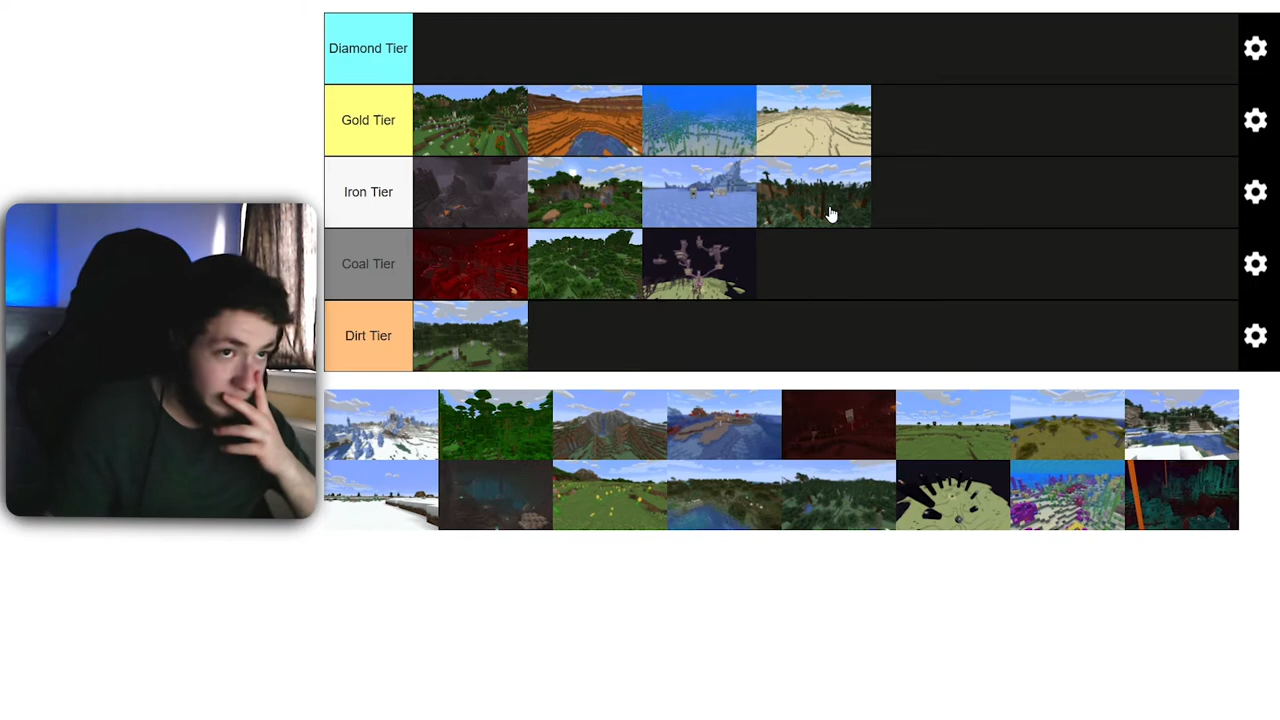 Diamond Tier
Gold Tier
Iron Tier
Coal Tier
Dirt Tier